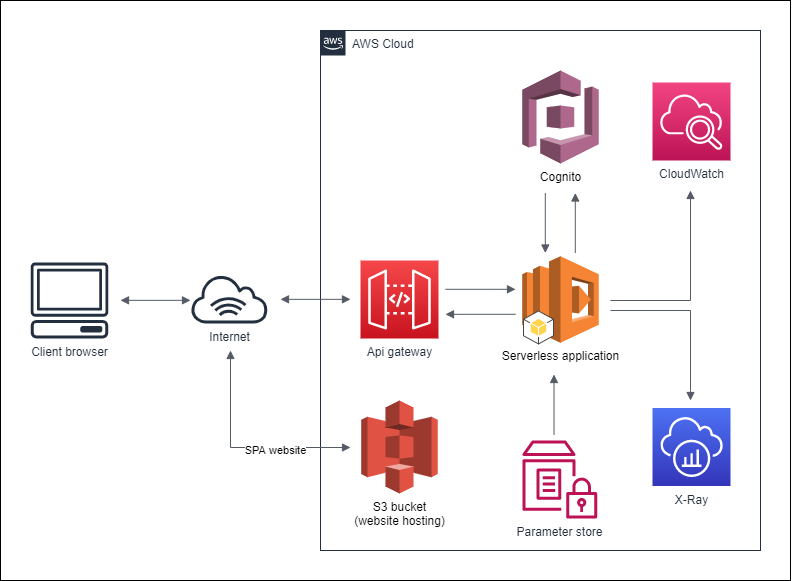 aws
AWS Cloud
Cognito
CloudWatch
Client browser
Internet
</>
Api gateway
Serverless application
SPA website
S3 bucket
(website hosting)
Parameter store
X-Ray